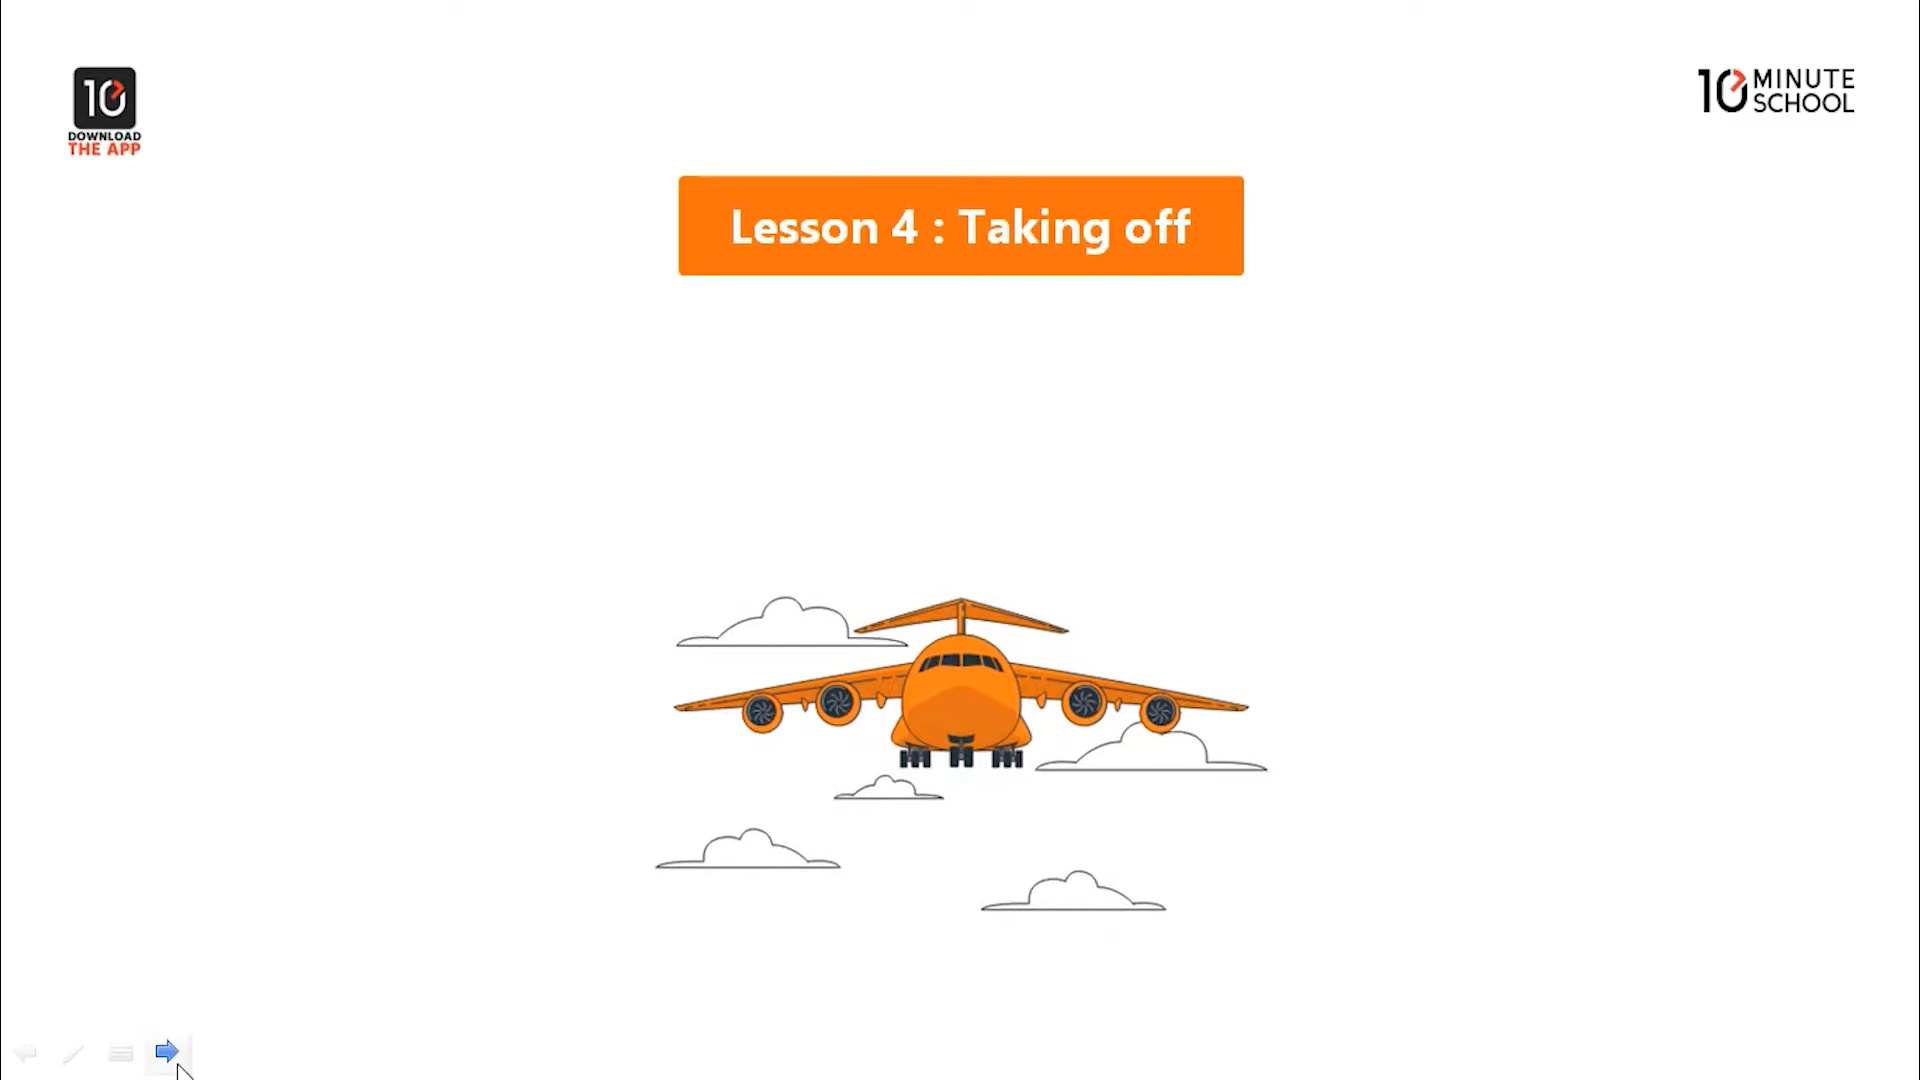 10
DOWNLOAD
THE APP
10 MINUTE
SCHOOL
Lesson 4 : Taking off